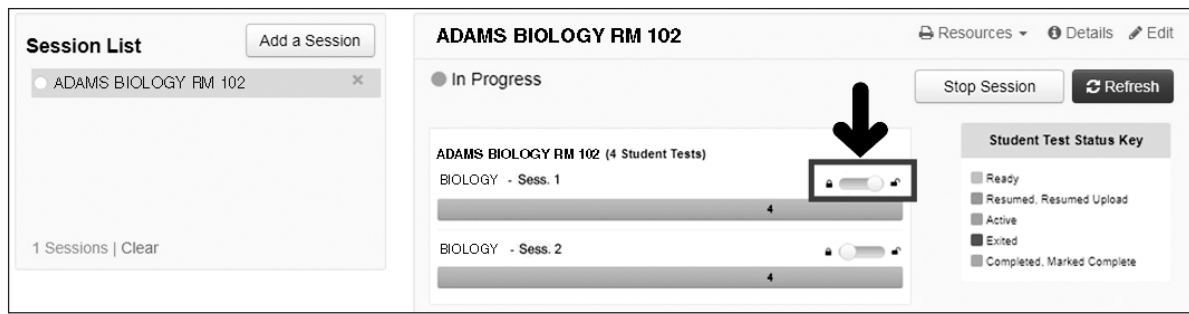 Session List
Add a Session
ADAMS BIOLOGY RM 102
1 Sessions | Clear
ADAMS BIOLOGY RM 102
Resources
Details
Edit
In Progress
Stop Session
Refresh
ADAMS BIOLOGY RM 102 (4 Student Tests)
BIOLOGY - Sess. 1
4
BIOLOGY - Sess. 2
4
Student Test Status Key
Ready
Resumed, Resumed Upload
Active
Exited
Completed, Marked Complete